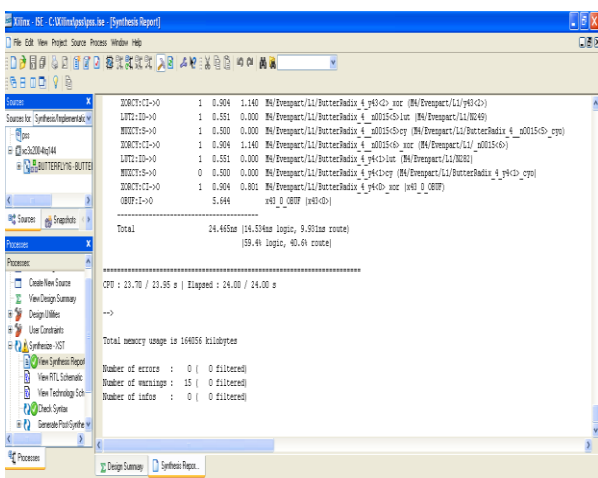 Xilinx - ISE - C:\Xilinx\pss\pss.ise - [Synthesis Report]
File Edit View Project Source Process Window Help
Sources
Sources for: Synthesis/Implementatic
pss
xc3s200-4tq144
BUTTERFLY16 - BUTTE
Sources Snapshots
Processes
Processes:
Create New Source
View Design Summary
Design Utilities
User Constraints
Synthesize - XST
View Synthesis Report
View RTL Schematic
View Technology Sch
Check Syntax
Generate Post-Synthe
Processes
XORCY:CI->O 1 0.904 1.140 M4/Evenpart/L1/ButterRadix_4_y43<2>_xor (M4/Evenpart/L1/y43<2>)
LUT2:I0->O 1 0.551 0.000 M4/Evenpart/L1/ButterRadix_4__n0015<5>lut (M4/Evenpart/L1/N249)
MUXCY:S->O 1 0.500 0.000 M4/Evenpart/L1/ButterRadix_4__n0015<5>cy (M4/Evenpart/L1/ButterRadix_4__n0015<5>_cyo)
XORCY:CI->O 1 0.904 1.140 M4/Evenpart/L1/ButterRadix_4__n0015<6>_xor (M4/Evenpart/L1/_n0015<6>)
LUT2:I0->O 1 0.551 0.000 M4/Evenpart/L1/ButterRadix_4_y4<1>lut (M4/Evenpart/L1/N282)
MUXCY:S->O 0 0.500 0.000 M4/Evenpart/L1/ButterRadix_4_y4<1>cy (M4/Evenpart/L1/ButterRadix_4_y4<1>_cyo)
XORCY:CI->O 1 0.904 0.801 M4/Evenpart/L1/ButterRadix_4_y4<0>_xor (x43_0_OBUF)
OBUF:I->O 5.644 x43_0_OBUF (x43<0>)
----------------------------------------
Total 24.465ns (14.534ns logic, 9.931ns route)
(59.4% logic, 40.6% route)
=========================================================================
CPU : 23.70 / 23.95 s | Elapsed : 24.00 / 24.00 s
-->
Total memory usage is 164056 kilobytes
Number of errors : 0 ( 0 filtered)
Number of warnings : 15 ( 0 filtered)
Number of infos : 0 ( 0 filtered)
Design Summary Synthesis Repor...